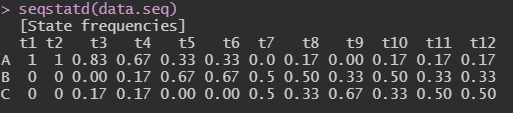 > seqstatd(data.seq)
[State frequencies]
t1 t2 t3 t4 t5 t6 t7 t8 t9 t10 t11 t12
A 1 1 0.83 0.67 0.33 0.33 0.0 0.17 0.00 0.17 0.17 0.17
B 0 0 0.00 0.17 0.67 0.67 0.5 0.50 0.33 0.50 0.33 0.33
C 0 0 0.17 0.17 0.00 0.00 0.5 0.33 0.67 0.33 0.50 0.50